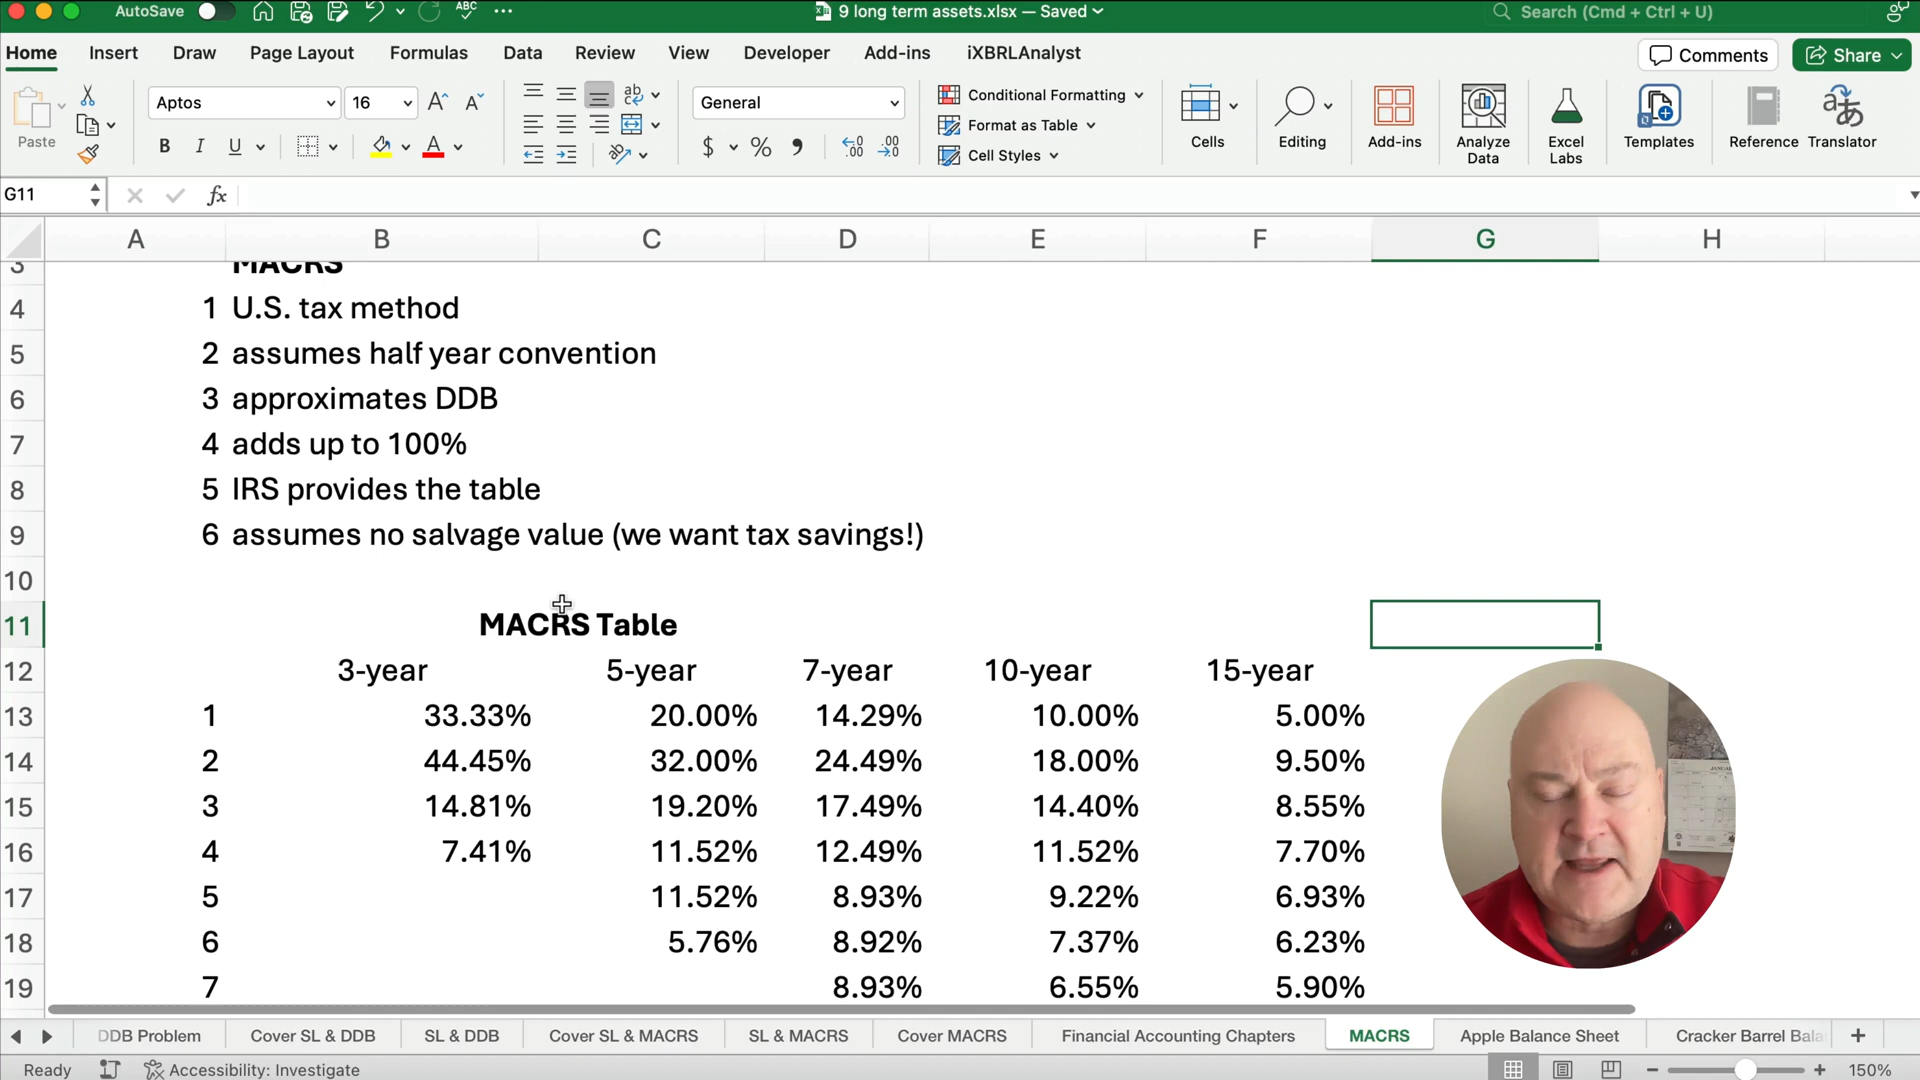 AutoSave
ABC
9 long term assets.xlsx — Saved
Search (Cmd + Ctrl + U)
Home Insert Draw Page Layout Formulas Data Review View Developer Add-ins iXBRLAnalyst
Comments
Share
Paste
Aptos
16
General
Conditional Formatting
Format as Table
Cell Styles
Cells
Editing
Add-ins
Analyze Data
Excel Labs
Templates
Reference
Translator
G11
fx
A B C D E F G H
3 MACRS
4 1 U.S. tax method
5 2 assumes half year convention
6 3 approximates DDB
7 4 adds up to 100%
8 5 IRS provides the table
9 6 assumes no salvage value (we want tax savings!)
10
11 MACRS Table
12 3-year 5-year 7-year 10-year 15-year
13 1 33.33% 20.00% 14.29% 10.00% 5.00%
14 2 44.45% 32.00% 24.49% 18.00% 9.50%
15 3 14.81% 19.20% 17.49% 14.40% 8.55%
16 4 7.41% 11.52% 12.49% 11.52% 7.70%
17 5 11.52% 8.93% 9.22% 6.93%
18 6 5.76% 8.92% 7.37% 6.23%
19 7 8.93% 6.55% 5.90%
DDB Problem Cover SL & DDB SL & DDB Cover SL & MACRS SL & MACRS Cover MACRS Financial Accounting Chapters MACRS Apple Balance Sheet Cracker Barrel Bala
Ready Accessibility: Investigate 150%